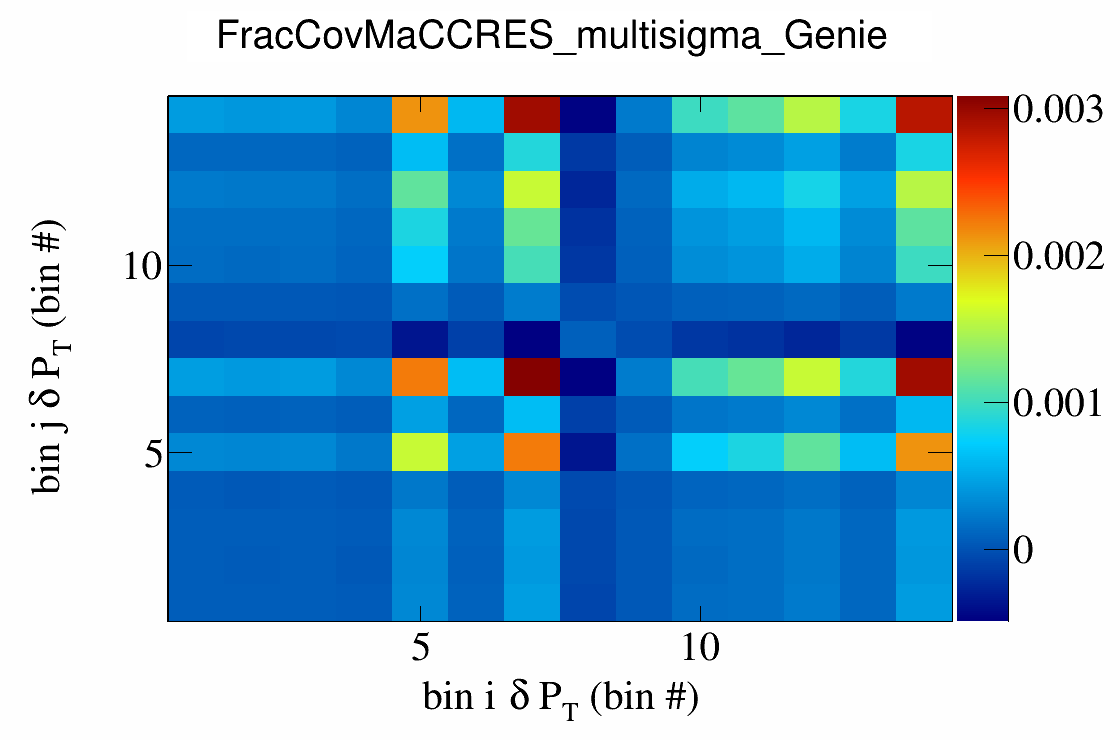 FracCovMaCCRES_multisigma_Genie
0.003
0.002
0.001
0
10
5
bin j δ P_T (bin #)
5 10
bin i δ P_T (bin #)